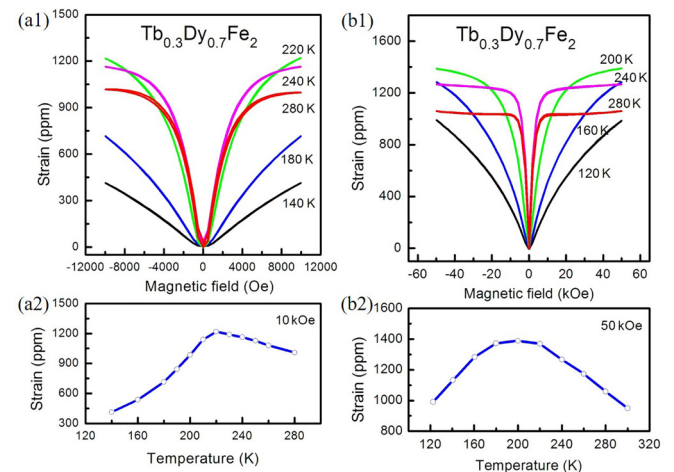 (a1)
Tb0.3Dy0.7Fe2
220 K
240 K
280 K
180 K
140 K
1500
1200
900
600
300
0
Strain (ppm)
-12000 -8000 -4000 0 4000 8000 12000
Magnetic field (Oe)
(b1)
Tb0.3Dy0.7Fe2
200 K
240 K
280 K
160 K
120 K
1600
1200
800
400
0
Strain (ppm)
-60 -40 -20 0 20 40 60
Magnetic field (kOe)
(a2)
10 kOe
1500
1200
900
600
300
Strain (ppm)
120 160 200 240 280
Temperature (K)
(b2)
50 kOe
1600
1400
1200
1000
800
Strain (ppm)
120 160 200 240 280 320
Temperature (K)